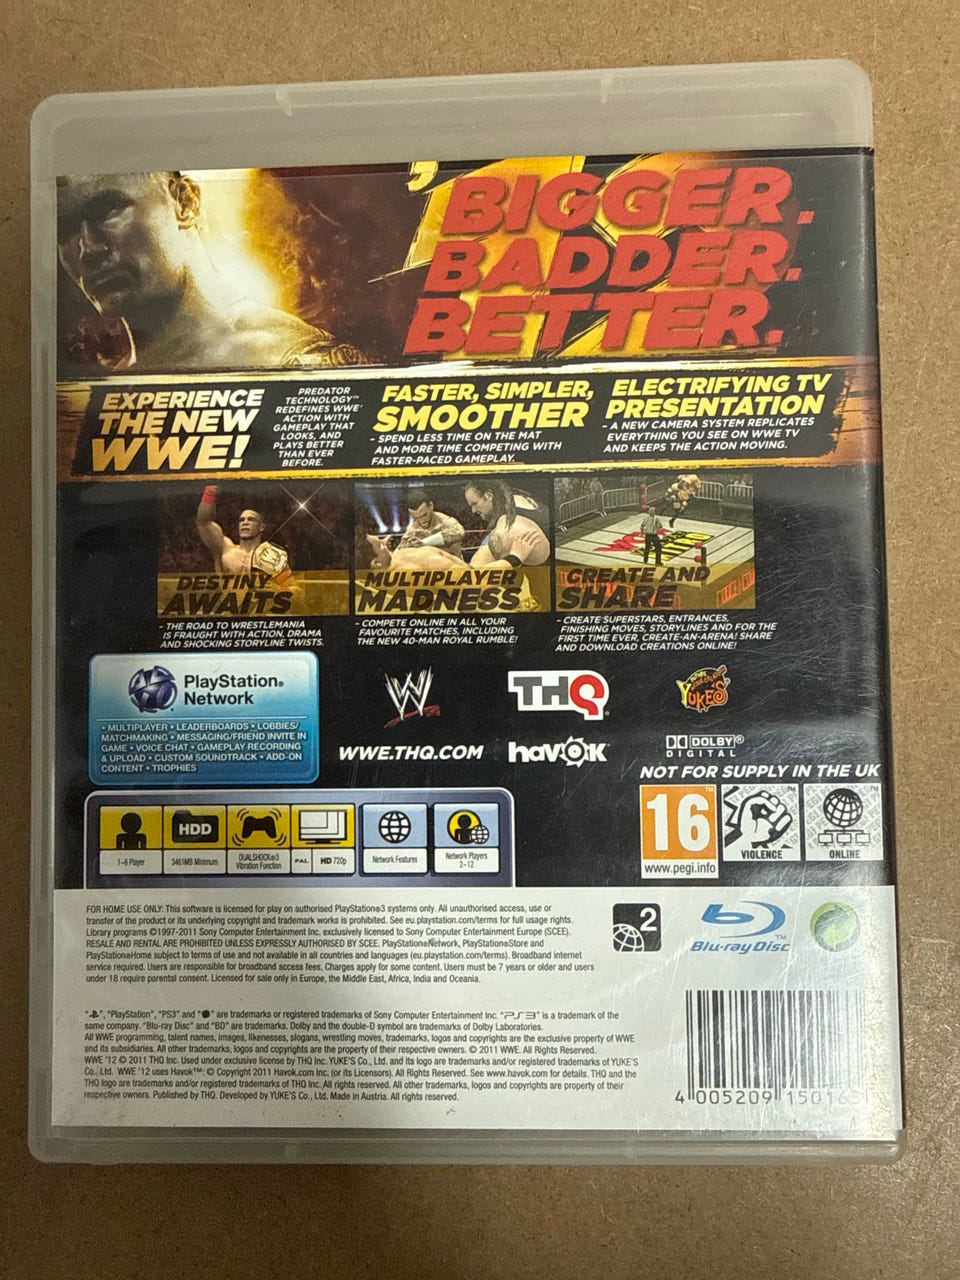 '12
BIGGER.
BADDER.
BETTER.
EXPERIENCE
THE NEW
WWE!
PREDATOR
TECHNOLOGY™
REDEFINES WWE®
ACTION WITH
GAMEPLAY THAT
LOOKS, AND
PLAYS BETTER
THAN EVER
BEFORE.
FASTER, SIMPLER,
SMOOTHER
- SPEND LESS TIME ON THE MAT
AND MORE TIME COMPETING WITH
FASTER-PACED GAMEPLAY.
ELECTRIFYING TV
PRESENTATION
- A NEW CAMERA SYSTEM REPLICATES
EVERYTHING YOU SEE ON WWE TV
AND KEEPS THE ACTION MOVING.
DESTINY
AWAITS
- THE ROAD TO WRESTLEMANIA
IS FRAUGHT WITH ACTION, DRAMA
AND SHOCKING STORYLINE TWISTS.
MULTIPLAYER
MADNESS
- COMPETE ONLINE IN ALL YOUR
FAVOURITE MATCHES, INCLUDING
THE NEW 40-MAN ROYAL RUMBLE!
CREATE AND
SHARE
- CREATE SUPERSTARS, ENTRANCES,
FINISHING MOVES, STORYLINES AND FOR THE
FIRST TIME EVER, CREATE-AN-ARENA! SHARE
AND DOWNLOAD CREATIONS ONLINE!
PlayStation®
Network
• MULTIPLAYER • LEADERBOARDS • LOBBIES/
MATCHMAKING • MESSAGING/FRIEND INVITE IN
GAME • VOICE CHAT • GAMEPLAY RECORDING
& UPLOAD • CUSTOM SOUNDTRACK • ADD-ON
CONTENT • TROPHIES
W
THQ®
YUKE'S
WWE.THQ.COM
havok
DOLBY®
DIGITAL
NOT FOR SUPPLY IN THE UK
16
www.pegi.info
VIOLENCE
ONLINE
HDD
1-6 Player
3461MB Minimum
DUALSHOCK®3
Vibration Function
PAL
HD 720p
Network Features
Network Players
2-12
FOR HOME USE ONLY: This software is licensed for play on authorised PlayStation®3 systems only. All unauthorised access, use or
transfer of the product or its underlying copyright and trademark works is prohibited. See eu.playstation.com/terms for full usage rights.
Library programs ©1997-2011 Sony Computer Entertainment Inc. exclusively licensed to Sony Computer Entertainment Europe (SCEE).
RESALE AND RENTAL ARE PROHIBITED UNLESS EXPRESSLY AUTHORISED BY SCEE. PlayStation®Network, PlayStation®Store and
PlayStation®Home subject to terms of use and not available in all countries and languages (eu.playstation.com/terms). Broadband internet
service required. Users are responsible for broadband access fees. Charges apply for some content. Users must be 7 years or older and users
under 18 require parental consent. Licensed for sale only in Europe, the Middle East, Africa, India and Oceania.
2
Blu-ray Disc
" ", "PlayStation", "PS3" and " " are trademarks or registered trademarks of Sony Computer Entertainment Inc. "PS3" is a trademark of the
same company. "Blu-ray Disc" and "BD" are trademarks. Dolby and the double-D symbol are trademarks of Dolby Laboratories.
All WWE programming, talent names, images, likenesses, slogans, wrestling moves, trademarks, logos and copyrights are the exclusive property of WWE
and its subsidiaries. All other trademarks, logos and copyrights are the property of their respective owners. © 2011 WWE. All Rights Reserved.
WWE '12 © 2011 THQ Inc. Used under exclusive license by THQ Inc. YUKE'S Co., Ltd. and its logo are trademarks and/or registered trademarks of YUKE'S
Co., Ltd. WWE '12 uses Havok™: © Copyright 2011 Havok.com Inc. (or its Licensors). All Rights Reserved. See www.havok.com for details. THQ and the
THQ logo are trademarks and/or registered trademarks of THQ Inc. All rights reserved. All other trademarks, logos and copyrights are property of their
respective owners. Published by THQ. Developed by YUKE'S Co., Ltd. Made in Austria. All rights reserved.
4 005209 150163